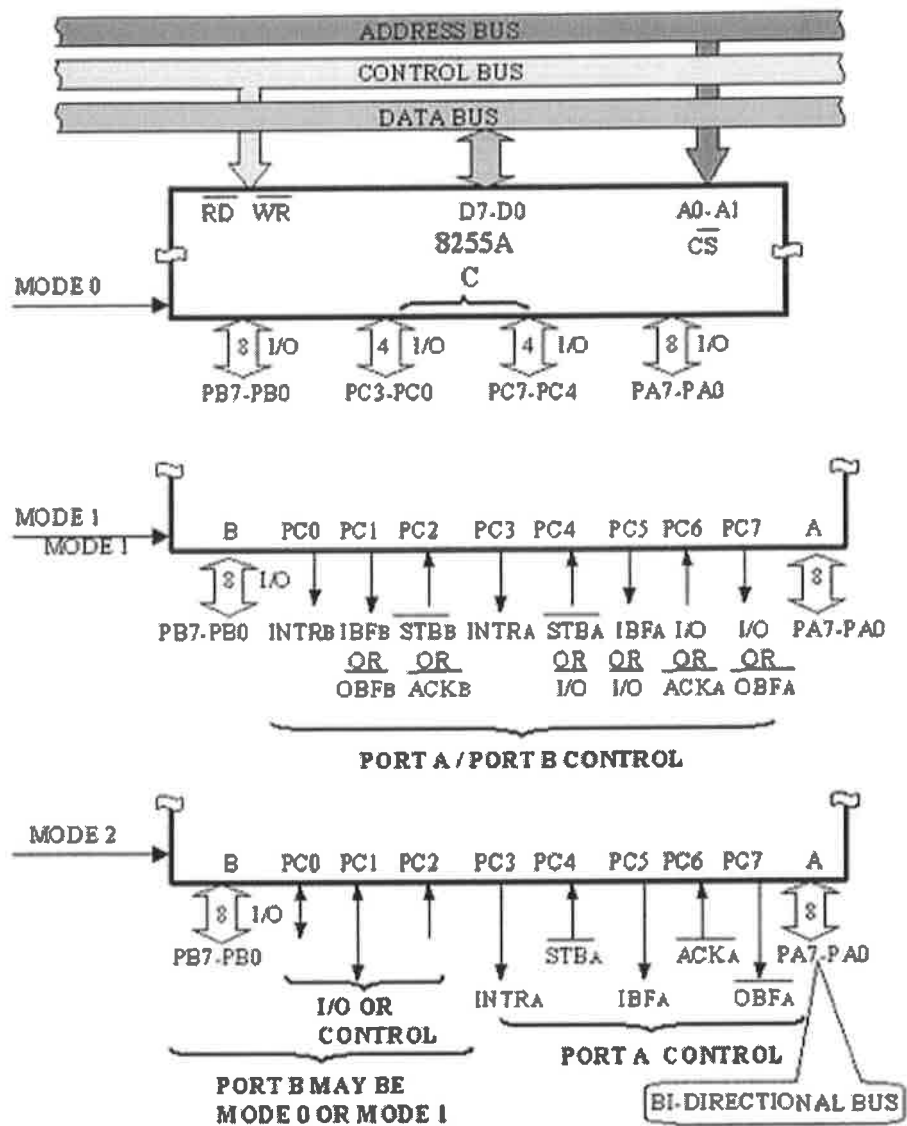 ADDRESS BUS
CONTROL BUS
DATA BUS
RD WR D7-D0 A0-A1
8255A CS
C
MODE 0
8 I/O 4 I/O 4 I/O 8 I/O
PB7-PB0 PC3-PC0 PC7-PC4 PA7-PA0
MODE 1
MODE 1
B PC0 PC1 PC2 PC3 PC4 PC5 PC6 PC7 A
8 I/O 8
PB7-PB0 INTRB IBFB STBB INTRA STBA IBFA I/O I/O PA7-PA0
OR OR OR OR OR OR
OBFB ACKB I/O I/O ACKA OBFA
PORT A / PORT B CONTROL
MODE 2
B PC0 PC1 PC2 PC3 PC4 PC5 PC6 PC7 A
8 I/O 8
PB7-PB0 STBA ACKA PA7-PA0
INTRA IBFA OBFA
I/O OR
CONTROL
PORT A CONTROL
PORT B MAY BE
MODE 0 OR MODE 1
BI-DIRECTIONAL BUS